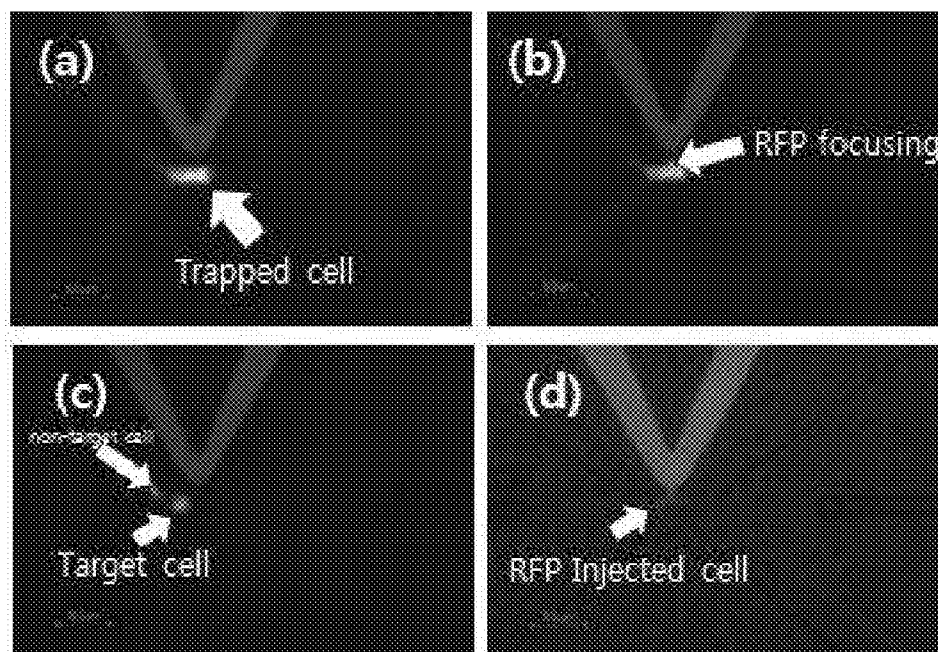 (a)
Trapped cell
(b)
RFP focusing
(c)
non-target cell
Target cell
(d)
RFP Injected cell